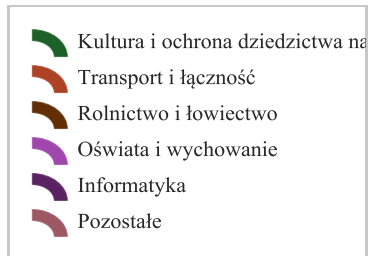 Kultura i ochrona dziedzictwa na
Transport i łączność
Rolnictwo i łowiectwo
Oświata i wychowanie
Informatyka
Pozostałe